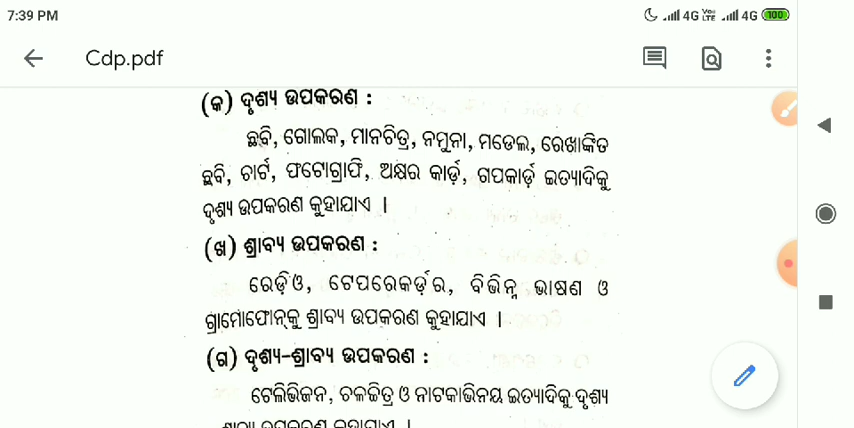 7:39 PM
4G VoLTE 4G 100
Cdp.pdf
(କ) ଦୃଶ୍ୟ ଉପକରଣ :
ଛବି, ଗୋଲକ, ମାନଚିତ୍ର, ନମୁନା, ମଡେଲ, ରେଖାଙ୍କିତ
ଛବି, ଚାର୍ଟ, ଫଟୋଗ୍ରାଫି, ଅକ୍ଷର କାର୍ଡ଼, ଗପକାର୍ଡ଼ ଇତ୍ୟାଦିକୁ
ଦୃଶ୍ୟ ଉପକରଣ କୁହାଯାଏ ।
(ଖ) ଶ୍ରାବ୍ୟ ଉପକରଣ :
ରେଡ଼ିଓ, ଟେପରେକର୍ଡ଼ର, ବିଭିନ୍ନ ଭାଷଣ ଓ
ଗ୍ରାମୋଫୋନ୍‌କୁ ଶ୍ରାବ୍ୟ ଉପକରଣ କୁହାଯାଏ ।
(ଗ) ଦୃଶ୍ୟ-ଶ୍ରାବ୍ୟ ଉପକରଣ :
ଟେଲିଭିଜନ, ଚଳଚ୍ଚିତ୍ର ଓ ନାଟକାଭିନୟ ଇତ୍ୟାଦିକୁ ଦୃଶ୍ୟ